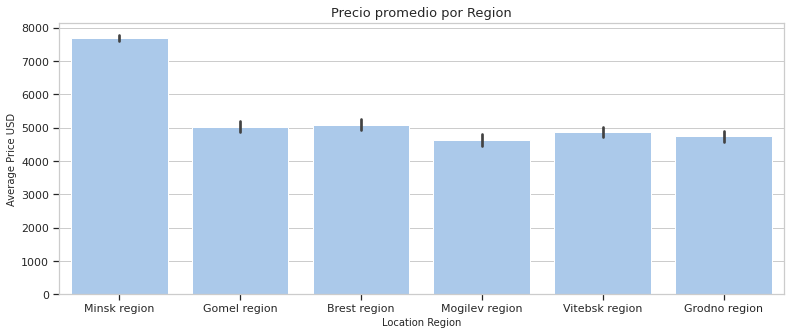 Precio promedio por Region
Average Price USD
8000
7000
6000
5000
4000
3000
2000
1000
0
Minsk region
Gomel region
Brest region
Mogilev region
Vitebsk region
Grodno region
Location Region